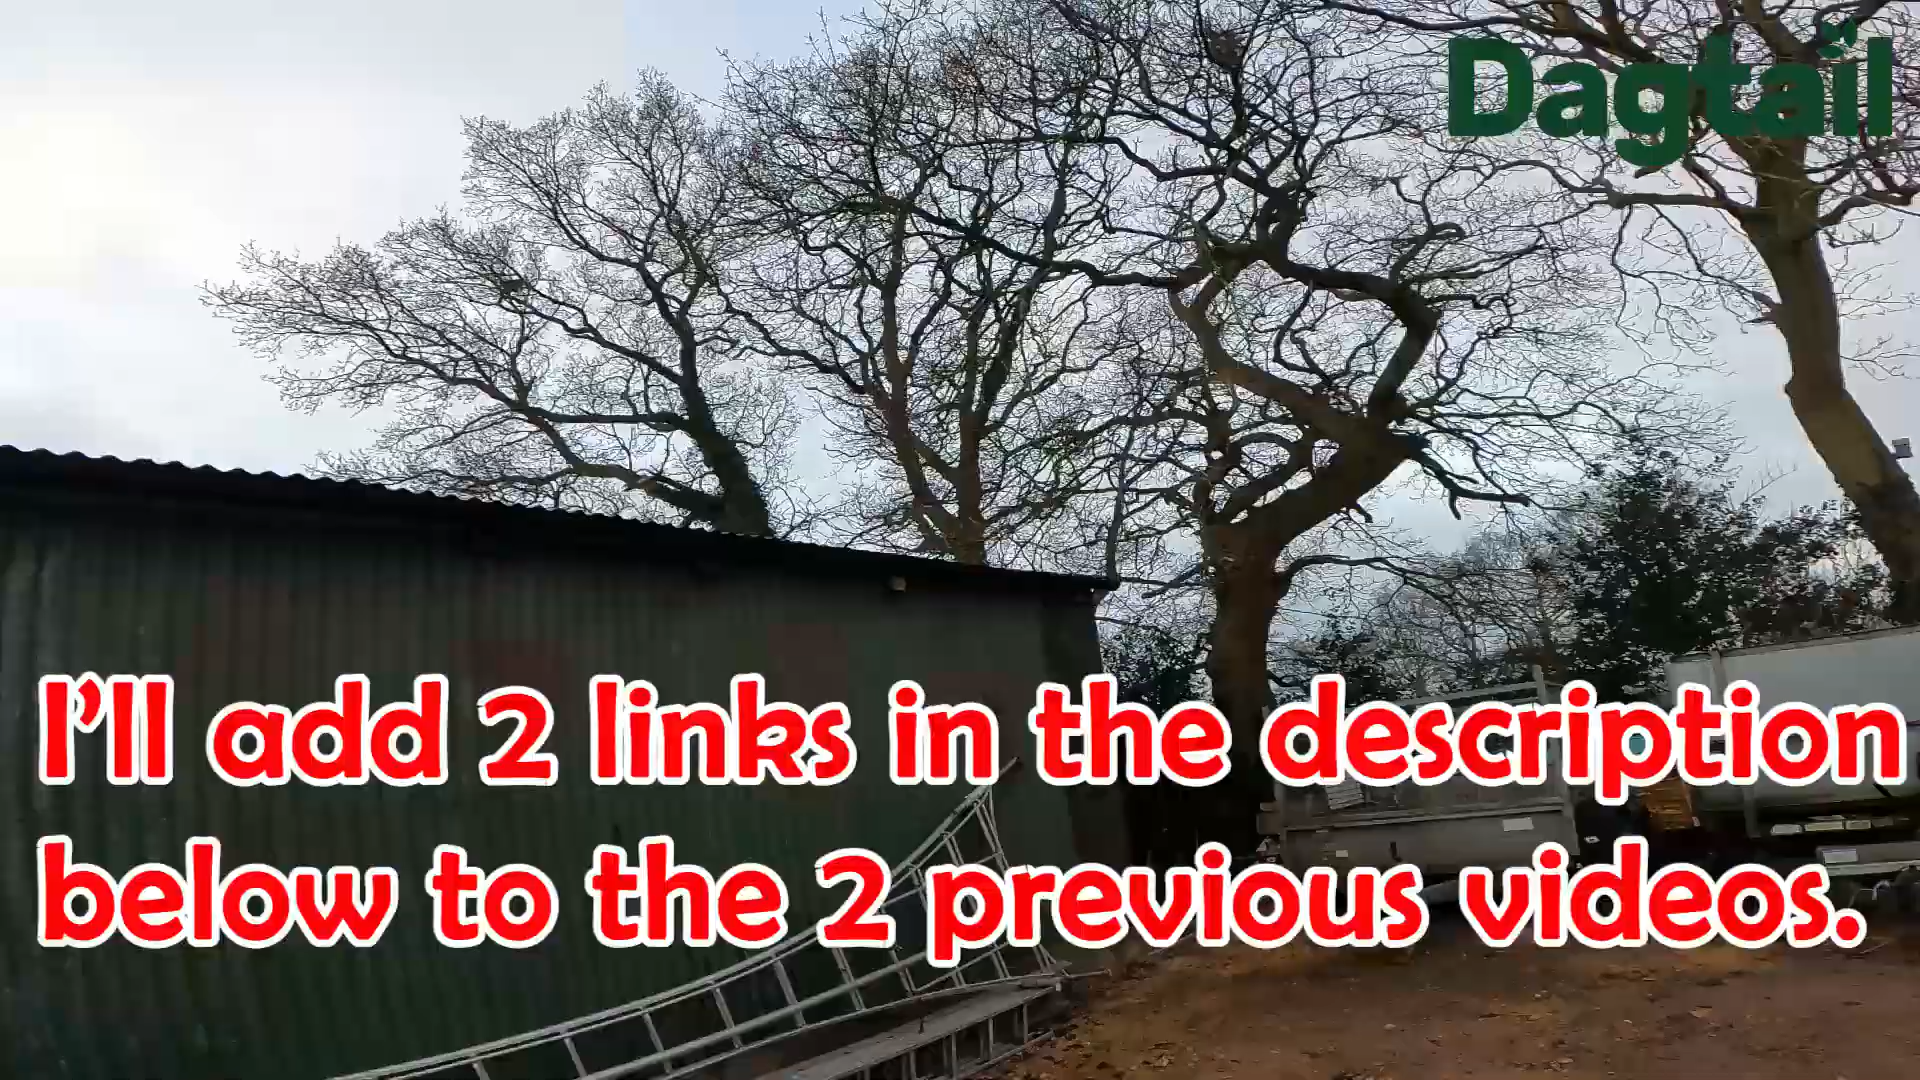 Dagtail
I'll add 2 links in the description
below to the 2 previous videos.